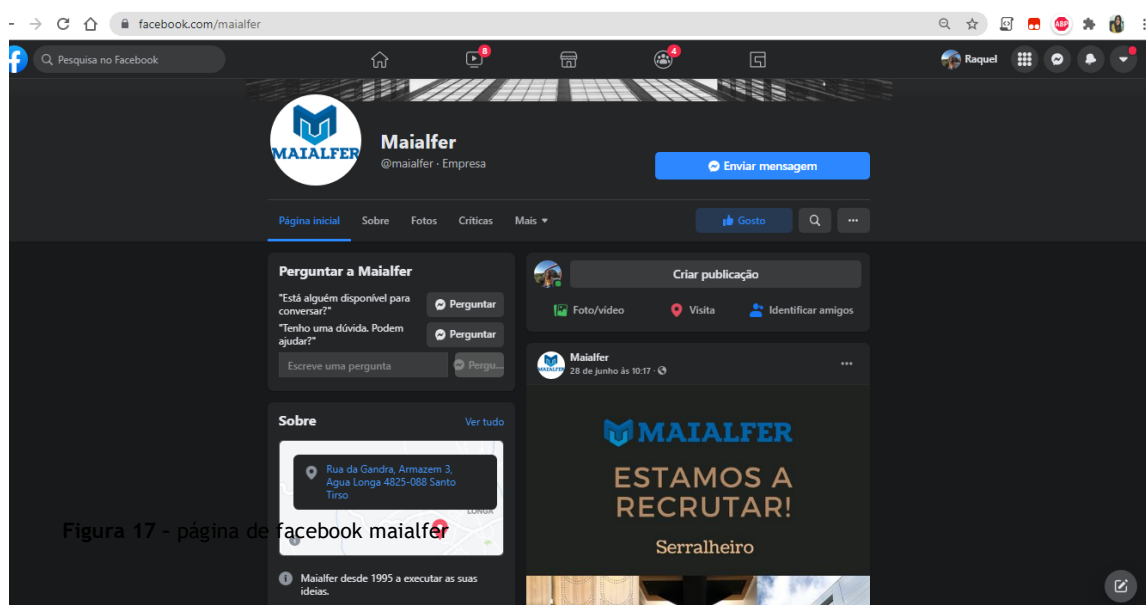 facebook.com/maialfer
ABP
Pesquisa no Facebook
8
4
Raquel
MAIALFER
Maialfer
@maialfer · Empresa
Enviar mensagem
Página inicial Sobre Fotos Críticas Mais
Gosto
Perguntar a Maialfer
"Está alguém disponível para
conversar?"
Perguntar
"Tenho uma dúvida. Podem
ajudar?"
Perguntar
Escreve uma pergunta
Pergu...
Criar publicação
Foto/vídeo Visita Identificar amigos
Maialfer
28 de junho às 10:17 ·
MAIALFER
ESTAMOS A
RECRUTAR!
Serralheiro
Sobre Ver tudo
Rua da Gandra, Armazem 3,
Agua Longa 4825-088 Santo
Tirso
LONGA
Figura 17 - página de facebook maialfer
Maialfer desde 1995 a executar as suas
ideias.